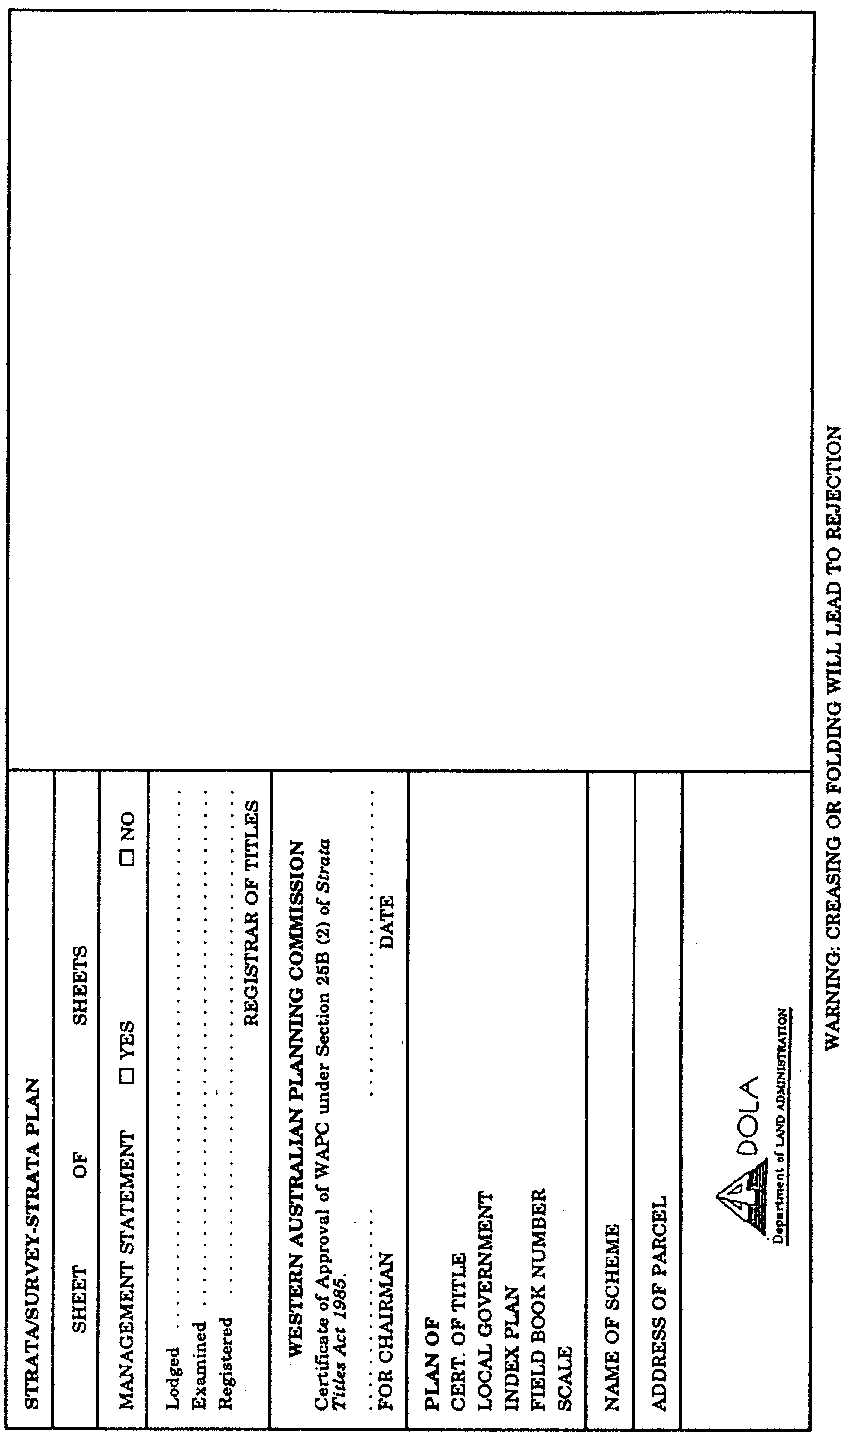 STRATA/SURVEY-STRATA PLAN
SHEET OF SHEETS
MANAGEMENT STATEMENT □ YES □ NO
Lodged ..............................
Examined ..............................
Registered ..............................
REGISTRAR OF TITLES
WESTERN AUSTRALIAN PLANNING COMMISSION
Certificate of Approval of WAPC under Section 25B (2) of Strata
Titles Act 1985.
.................... ..............................
FOR CHAIRMAN DATE
PLAN OF
CERT. OF TITLE
LOCAL GOVERNMENT
INDEX PLAN
FIELD BOOK NUMBER
SCALE
NAME OF SCHEME
ADDRESS OF PARCEL
DOLA
Department of LAND ADMINISTRATION
WARNING: CREASING OR FOLDING WILL LEAD TO REJECTION